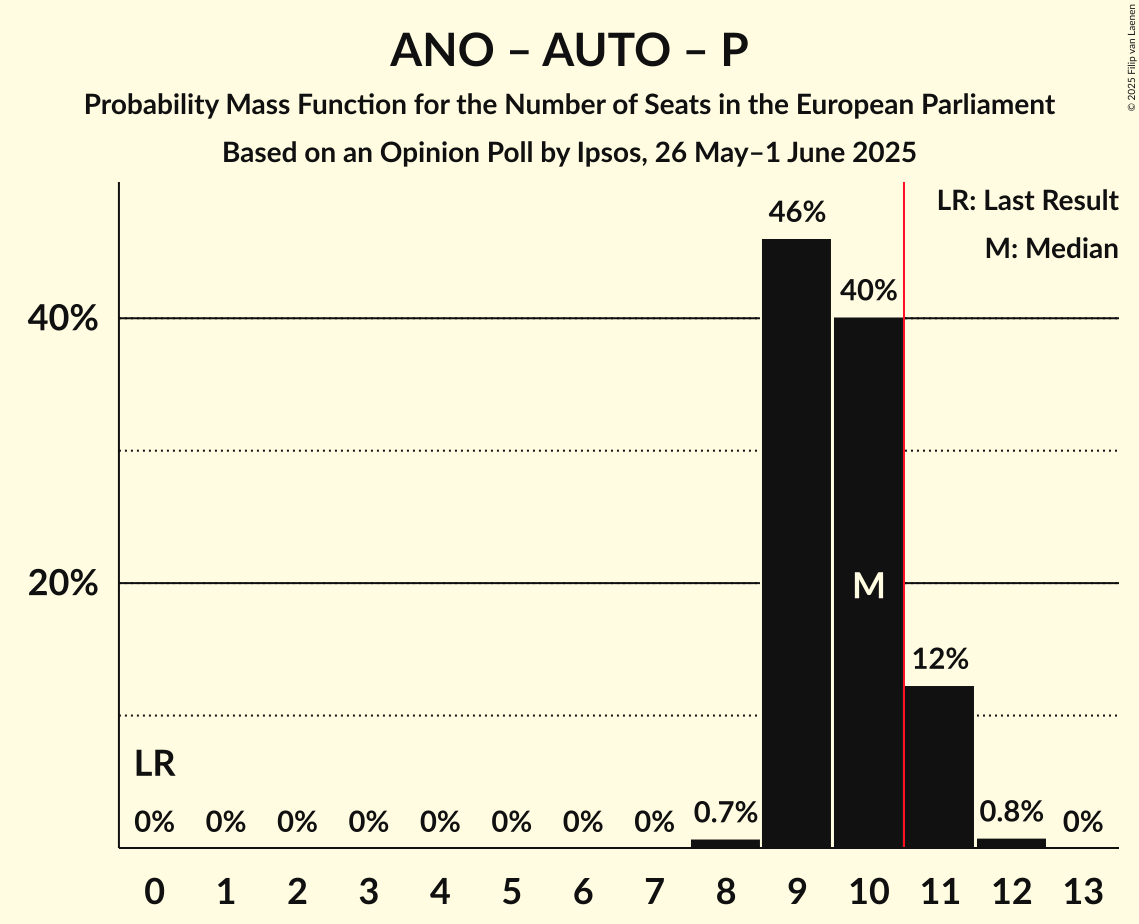 ANO – AUTO – P
Probability Mass Function for the Number of Seats in the European Parliament
Based on an Opinion Poll by Ipsos, 26 May–1 June 2025
© 2025 Filip van Laenen
LR: Last Result
M: Median
46%
40%
40%
20%
M
12%
LR
0% 0% 0% 0% 0% 0% 0% 0% 0.7% 0.8% 0%
0 1 2 3 4 5 6 7 8 9 10 11 12 13